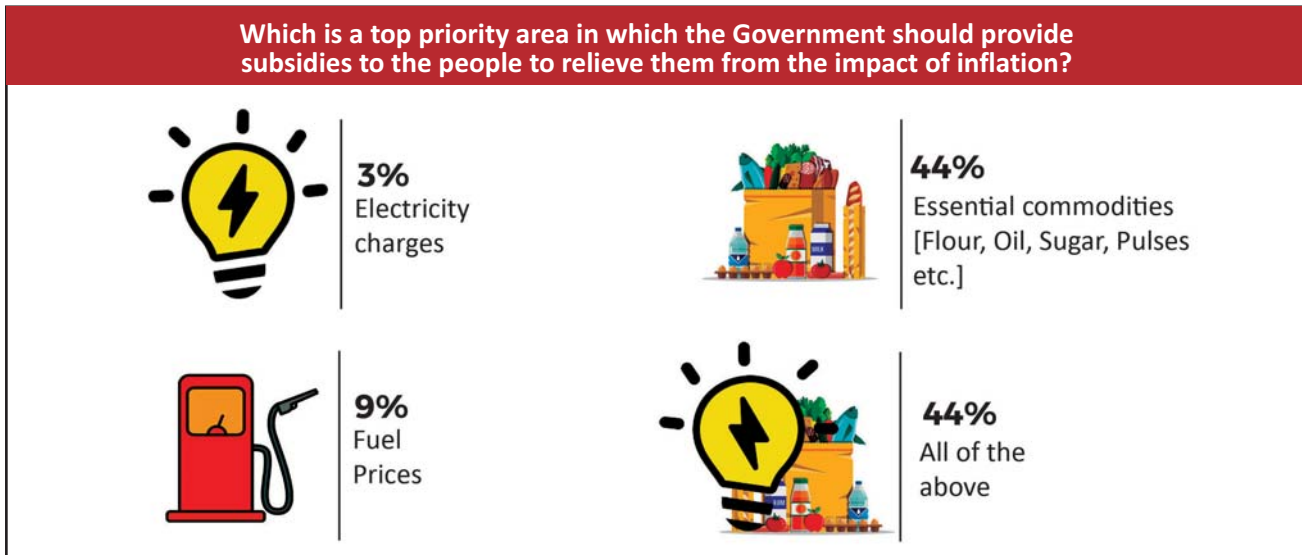 Which is a top priority area in which the Government should provide
subsidies to the people to relieve them from the impact of inflation?
3%
Electricity
charges
44%
Essential commodities
[Flour, Oil, Sugar, Pulses
etc.]
9%
Fuel
Prices
44%
All of the
above